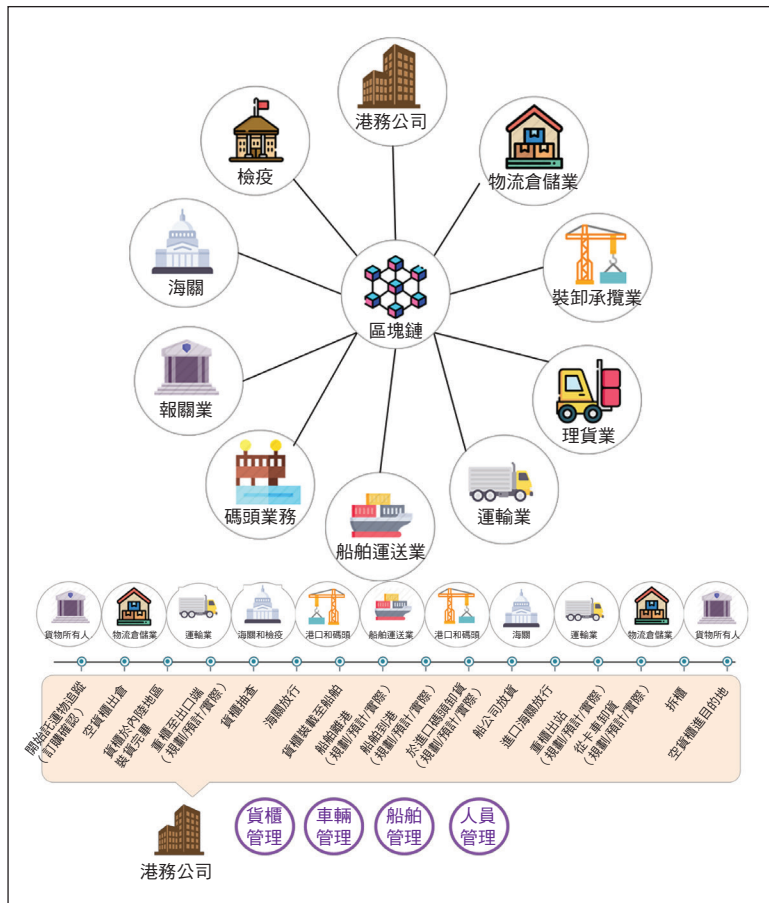 港務公司
檢疫
物流倉儲業
海關
裝卸承攬業
區塊鏈
報關業
理貨業
碼頭業務
運輸業
船舶運送業
貨物所有人
物流倉儲業
運輸業
海關和檢疫
港口和碼頭
船舶運送業
港口和碼頭
海關
運輸業
物流倉儲業
貨物所有人
開始託運物追蹤
(訂購確認)
空貨櫃出倉
貨櫃於內陸地區
裝貨完畢
重櫃至出口端
(規劃/預計/實際)
貨櫃抽查
海關放行
貨櫃裝載至船舶
船舶離港
(規劃/預計/實際)
船舶到港
(規劃/預計/實際)
於進口碼頭卸貨
(規劃/預計/實際)
船公司放貨
進口海關放行
重櫃出站
(規劃/預計/實際)
從卡車卸貨
(規劃/預計/實際)
拆櫃
空貨櫃進目的地
港務公司
貨櫃
管理
車輛
管理
船舶
管理
人員
管理